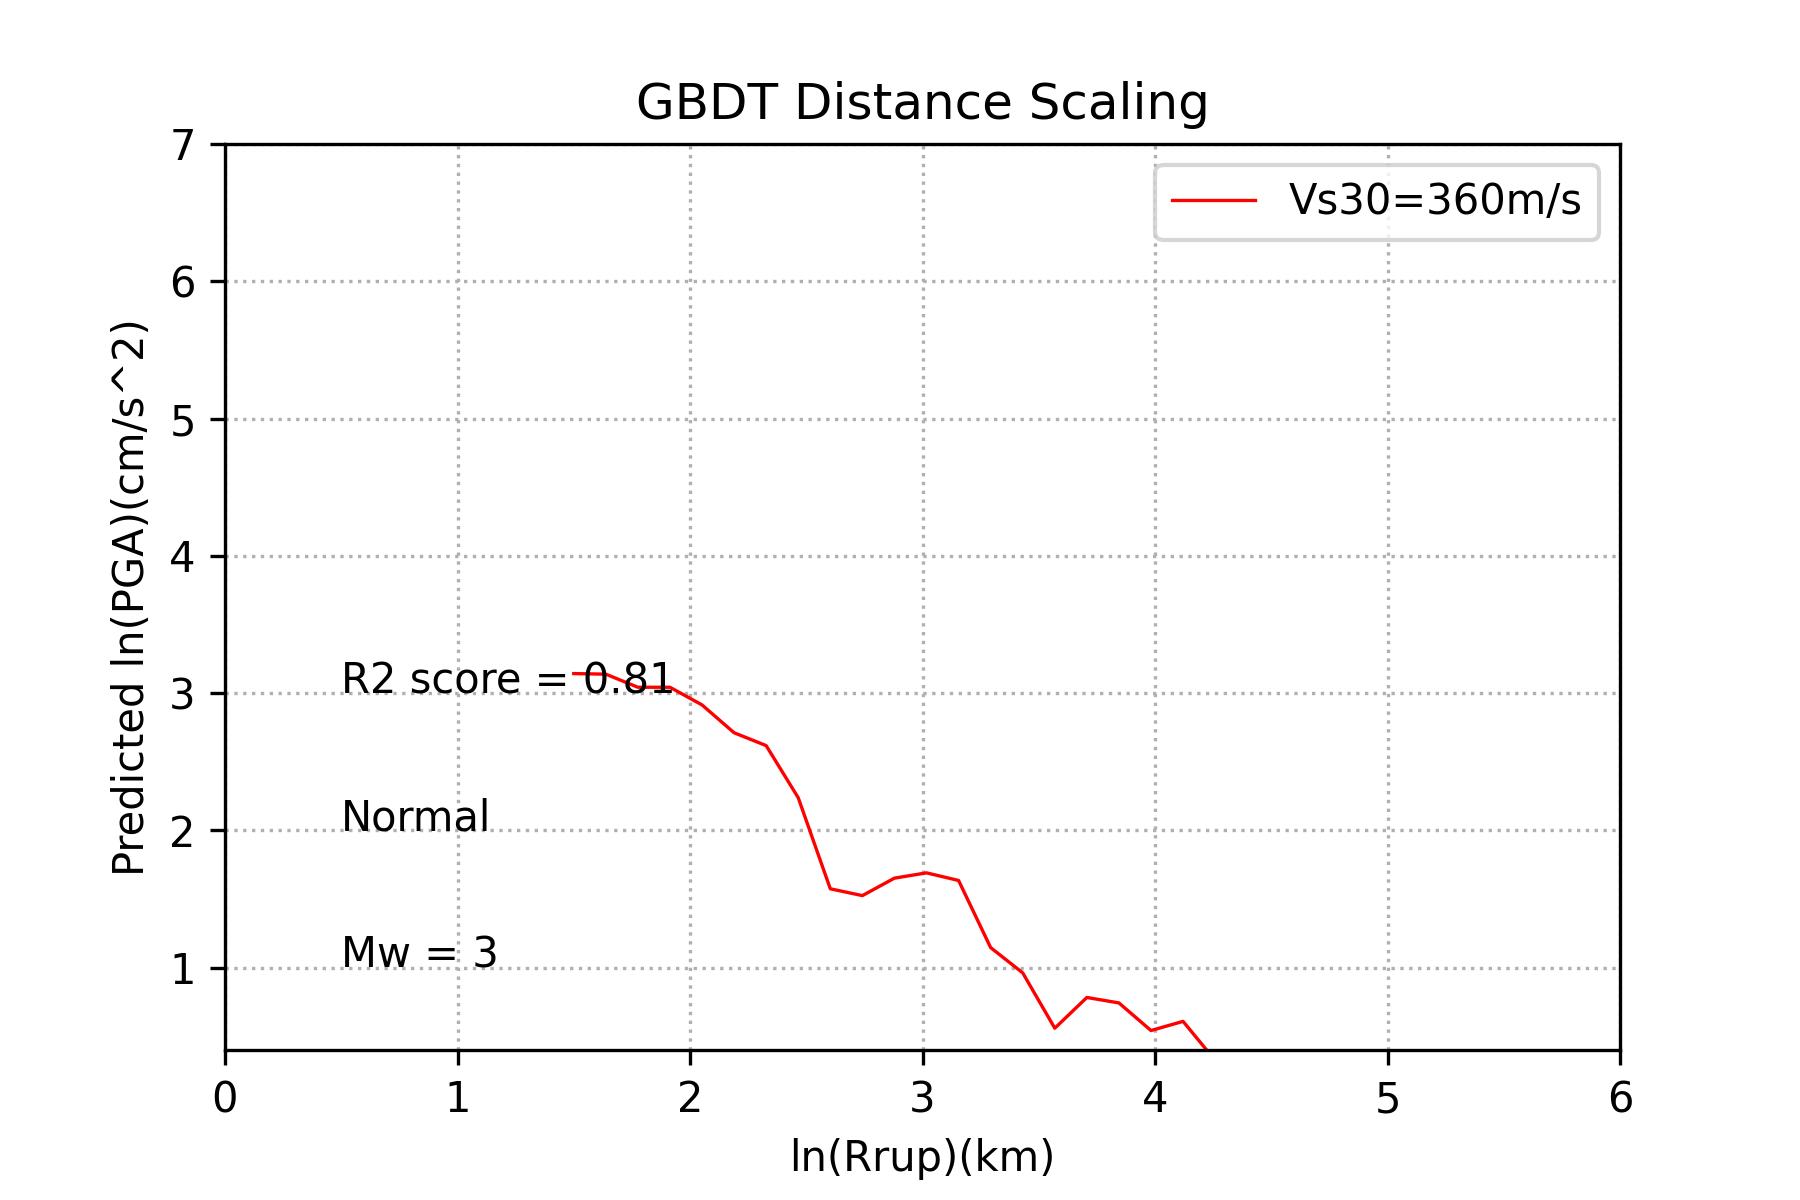 GBDT Distance Scaling
Vs30=360m/s
Predicted ln(PGA)(cm/s^2)
7
6
5
4
3
2
1
R2 score = 0.81
Normal
Mw = 3
0 1 2 3 4 5 6
ln(Rrup)(km)